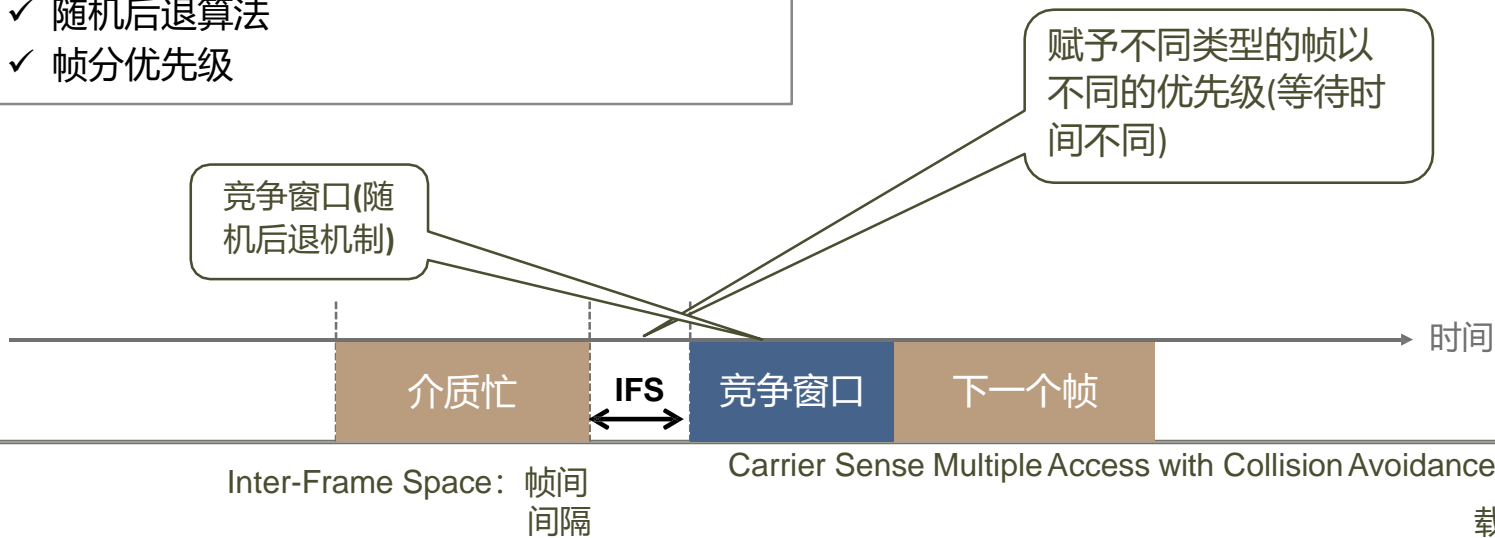 ✓ 随机后退算法
✓ 帧分优先级
赋予不同类型的帧以
不同的优先级(等待时
间不同)
竞争窗口(随
机后退机制)
时间
介质忙
IFS
竞争窗口
下一个帧
Inter-Frame Space：帧间
间隔
Carrier Sense Multiple Access with Collision Avoidance